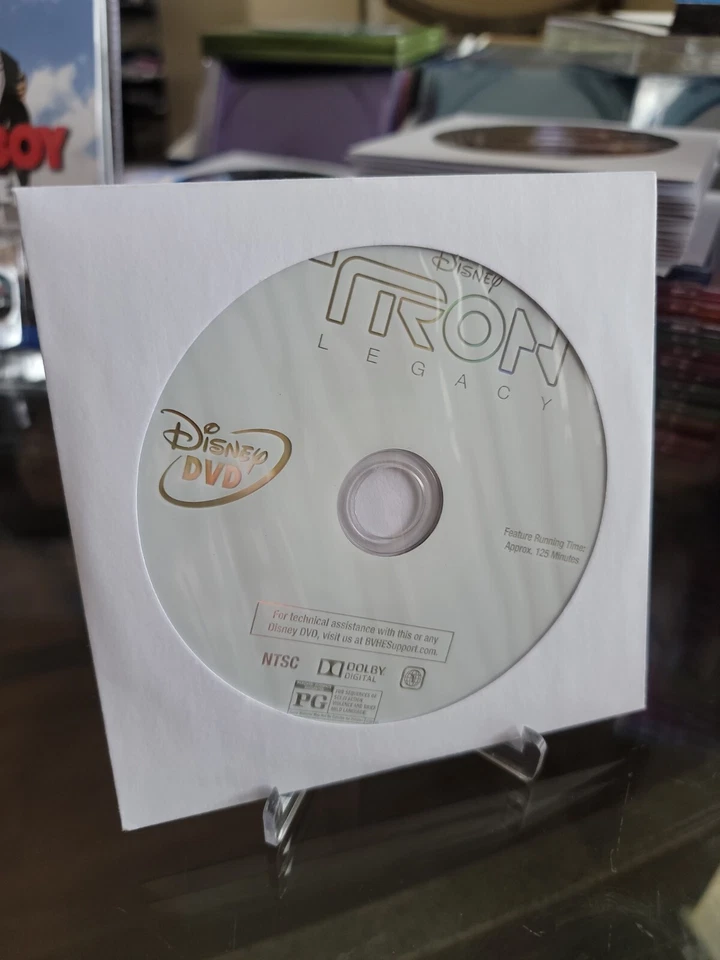 BOY
Disney
TRON
LEGACY
Disney
DVD
Feature Running Time:
Approx. 125 Minutes
For technical assistance with this or any
Disney DVD, visit us at BVHESupport.com.
NTSC
DOLBY
DIGITAL
PG